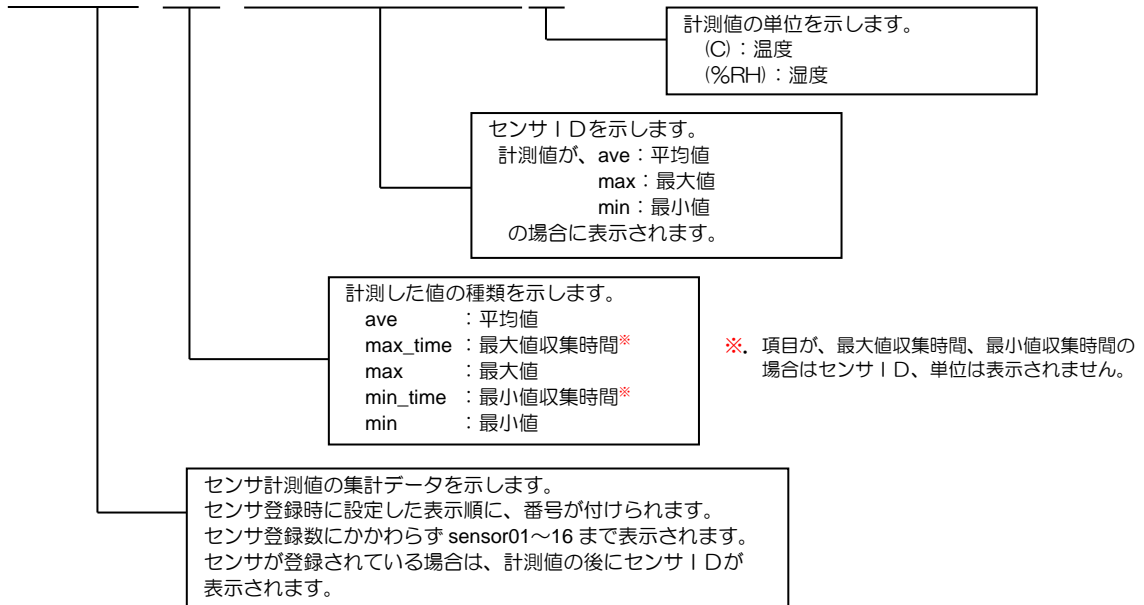 計測値の単位を示します。
(C)：温度
(%RH)：湿度
センサＩＤを示します。
計測値が、ave：平均値
max：最大値
min：最小値
の場合に表示されます。
計測した値の種類を示します。
ave ：平均値
max_time ：最大値収集時間※
max ：最大値
min_time ：最小値収集時間※
min ：最小値
※．項目が、最大値収集時間、最小値収集時間の
場合はセンサＩＤ、単位は表示されません。
センサ計測値の集計データを示します。
センサ登録時に設定した表示順に、番号が付けられます。
センサ登録数にかかわらず sensor01～16 まで表示されます。
センサが登録されている場合は、計測値の後にセンサＩＤが
表示されます。